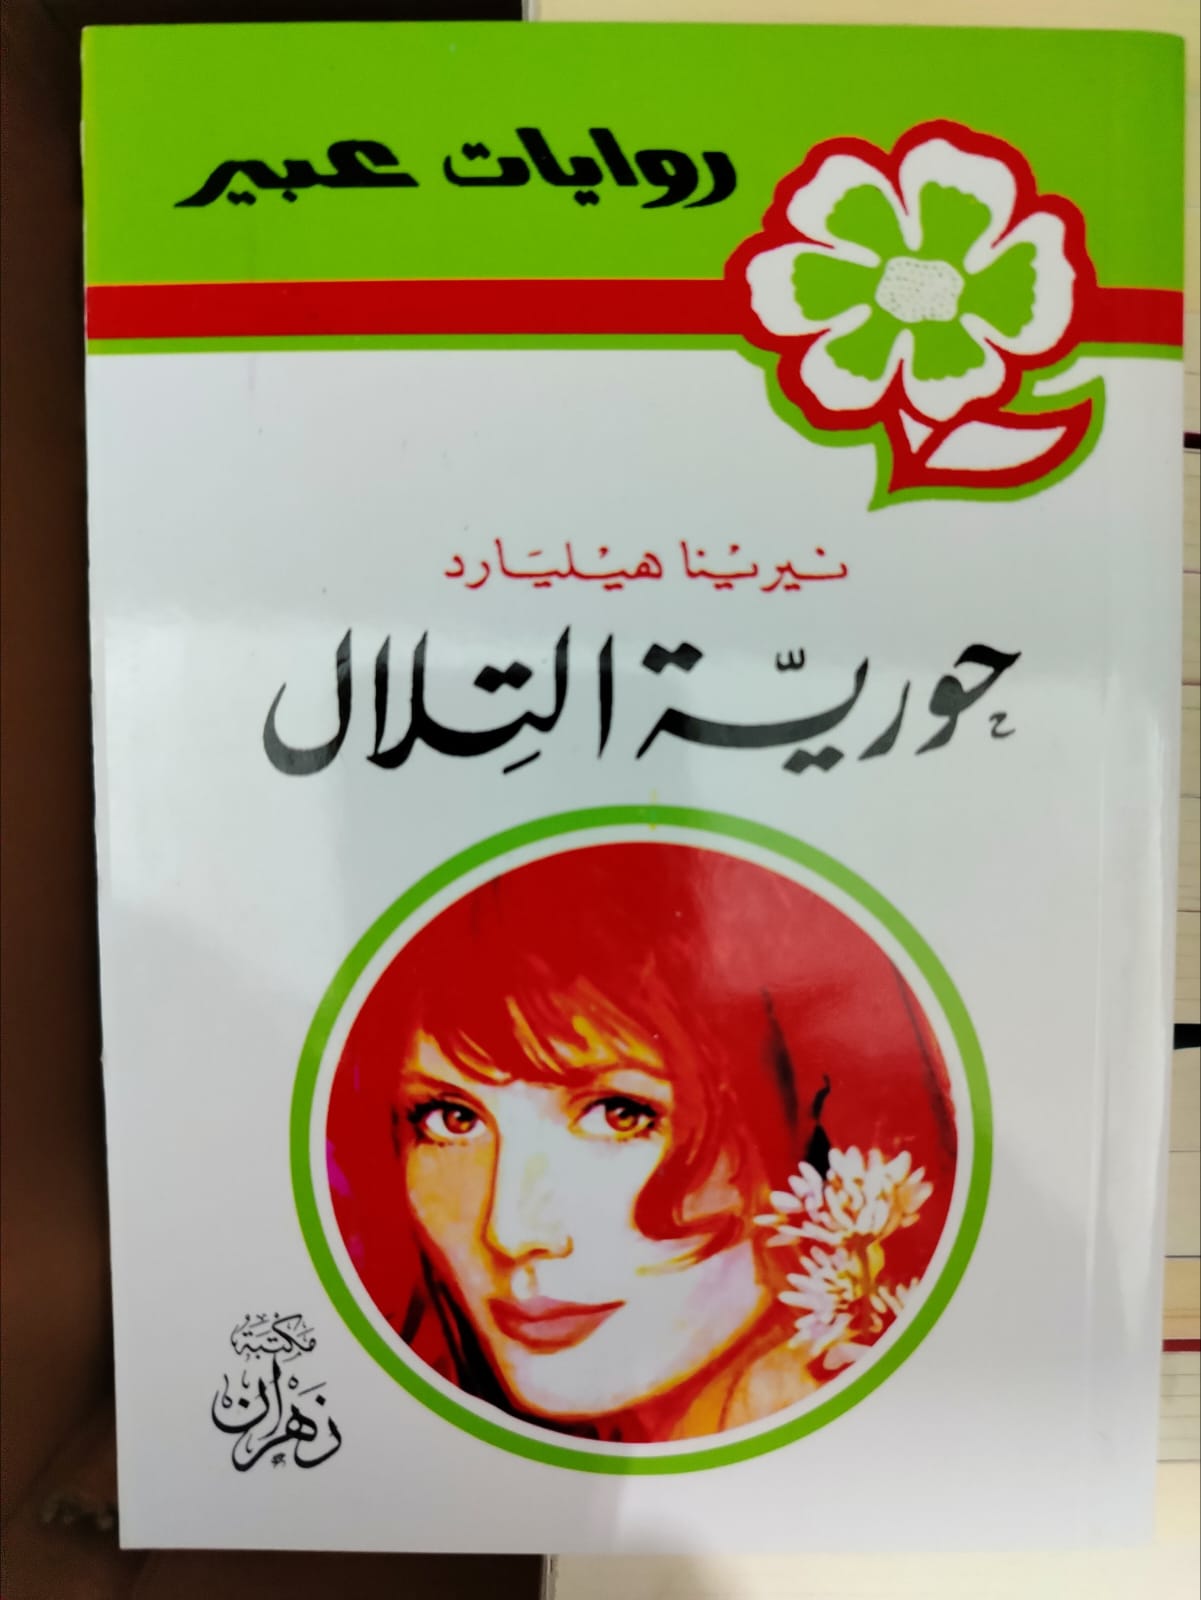 روايات عبير
نيرينا هيليارد
حوريّة التِلال
مكتبة
زهران